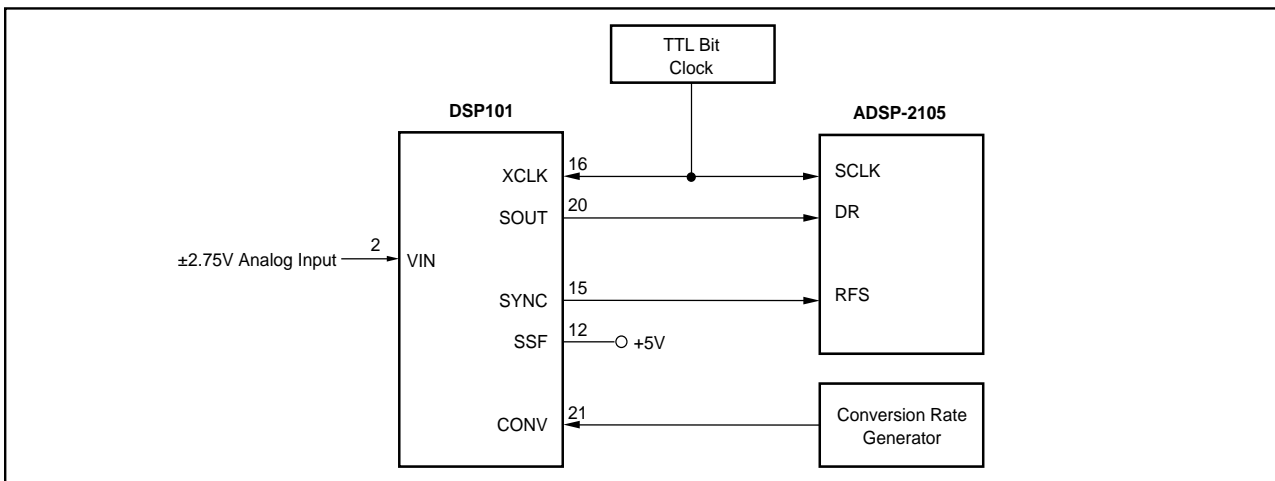 TTL Bit
Clock
DSP101
ADSP-2105
XCLK
16
SCLK
SOUT
20
DR
±2.75V Analog Input
2
VIN
SYNC
15
RFS
SSF
12
+5V
CONV
21
Conversion Rate
Generator